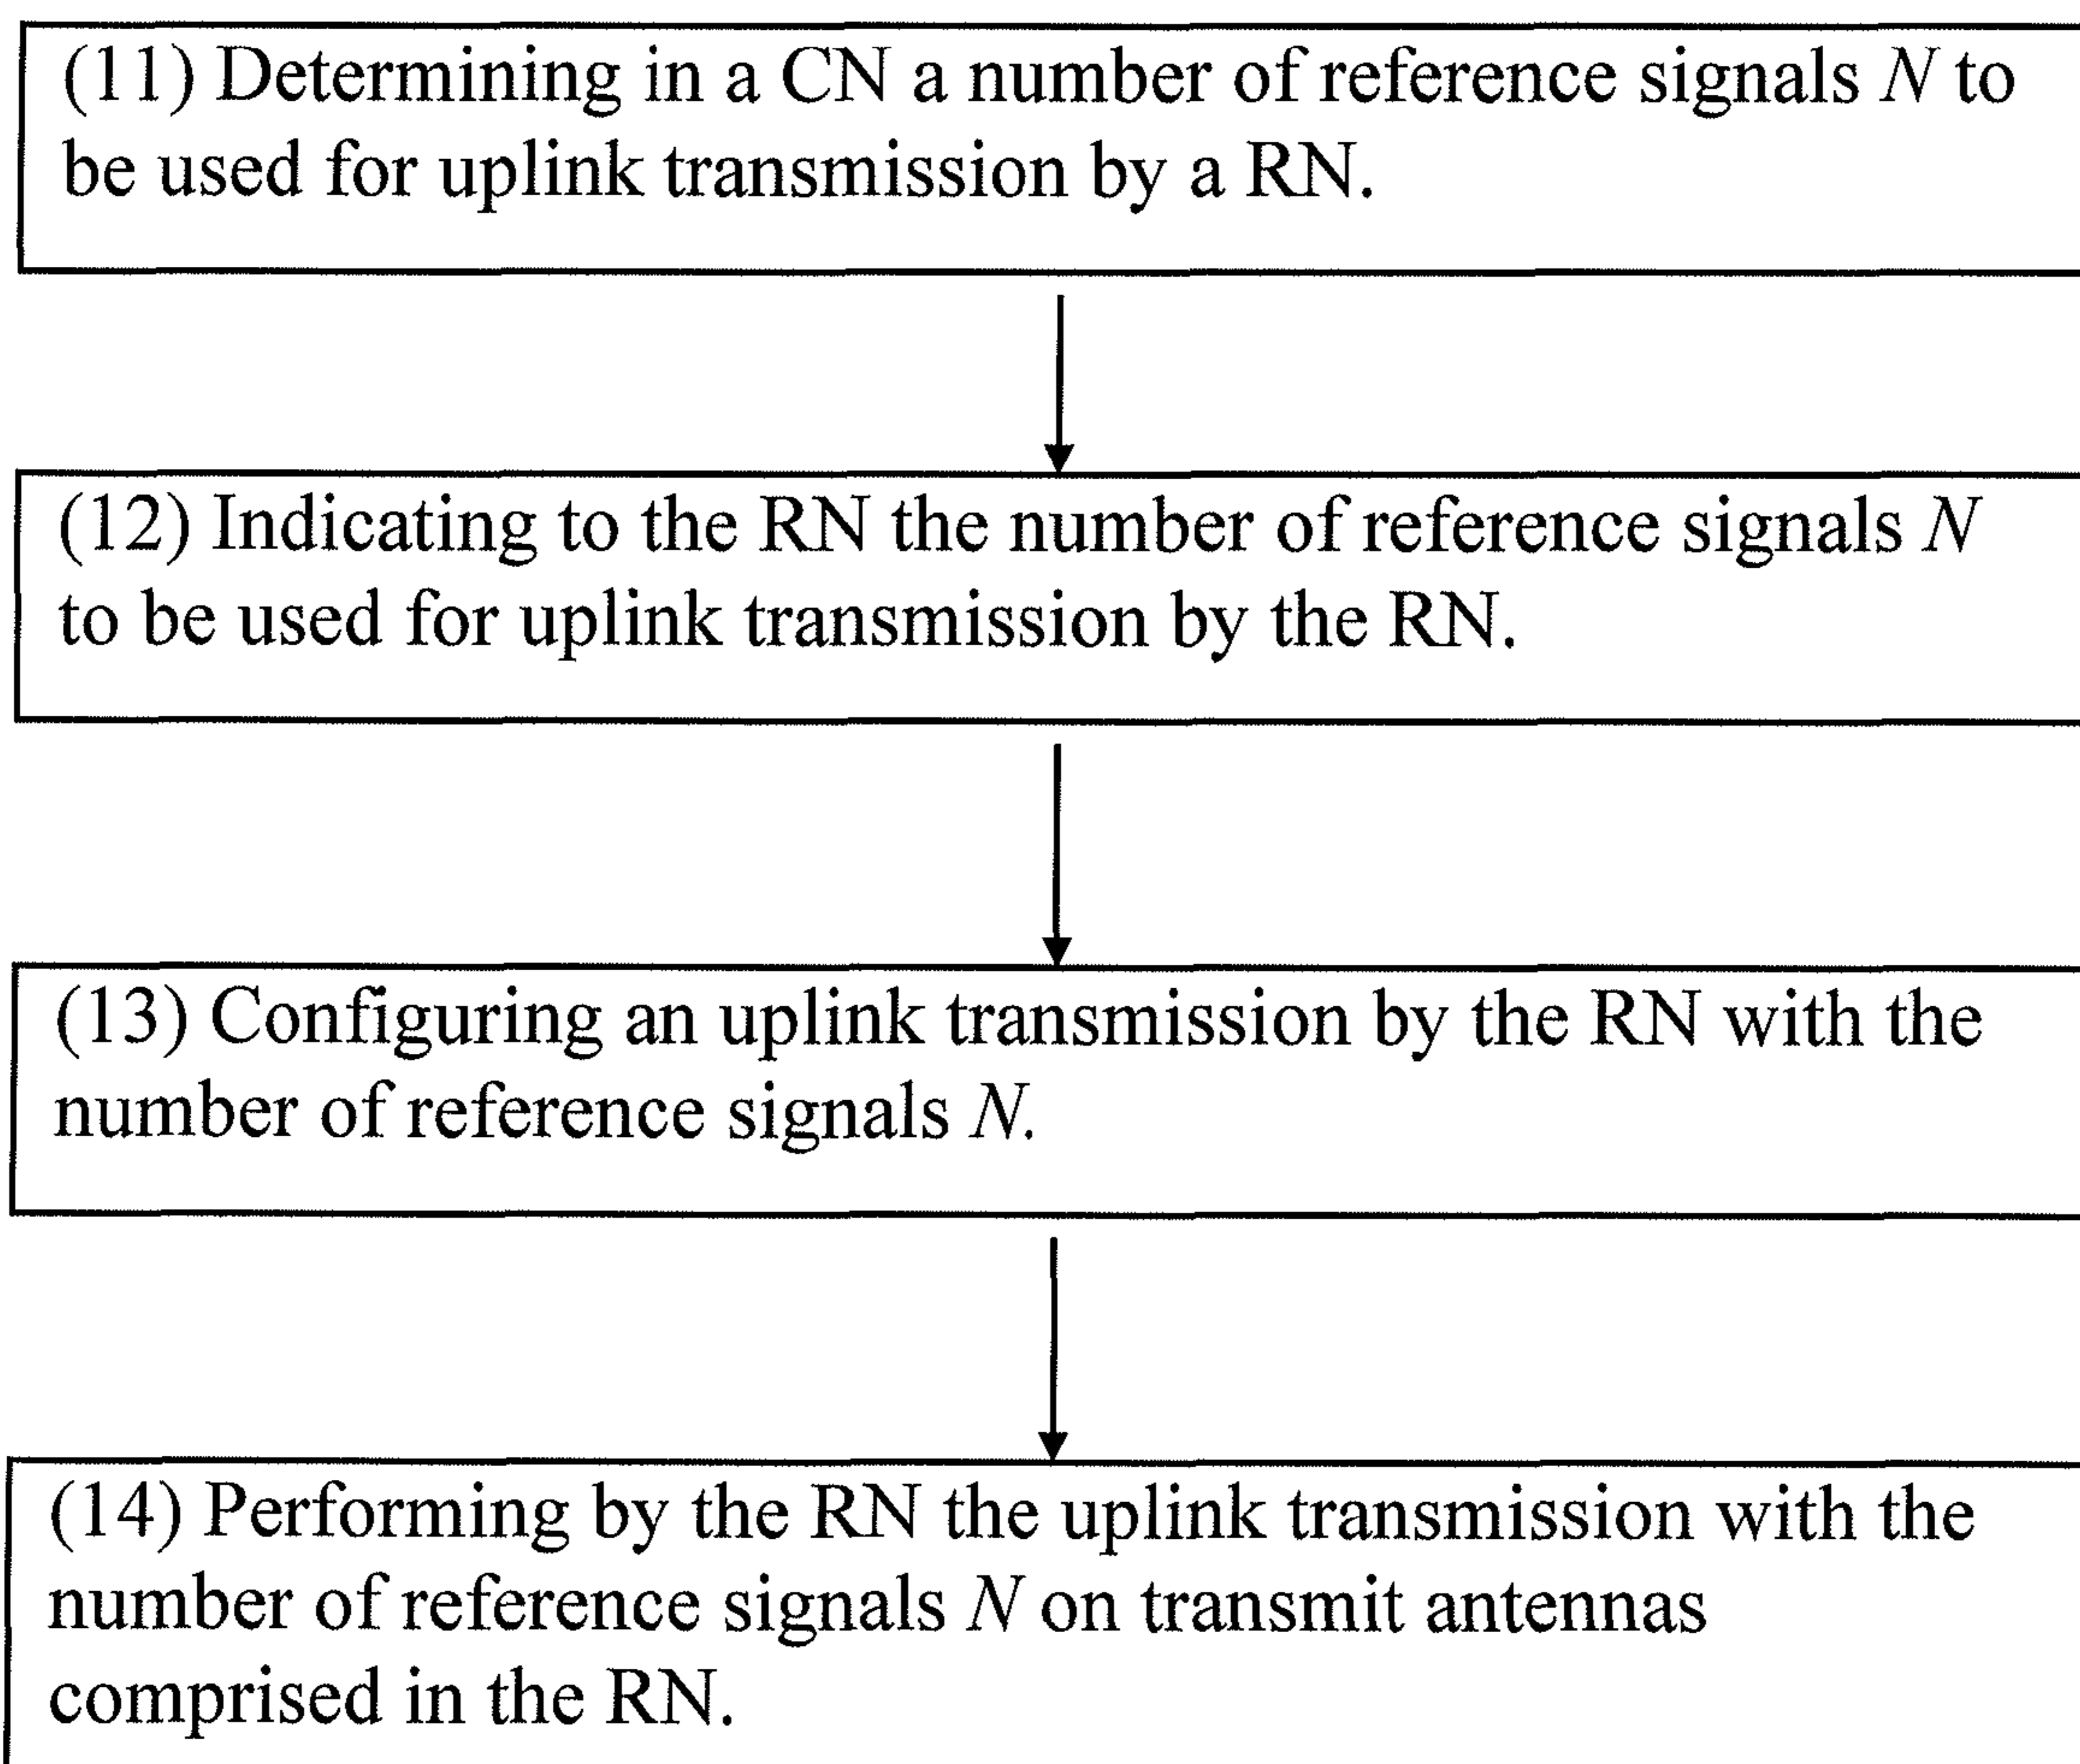 (11) Determining in a CN a number of reference signals N to
be used for uplink transmission by a RN.
(12) Indicating to the RN the number of reference signals N
to be used for uplink transmission by the RN.
(13) Configuring an uplink transmission by the RN with the
number of reference signals N.
(14) Performing by the RN the uplink transmission with the
number of reference signals N on transmit antennas
comprised in the RN.